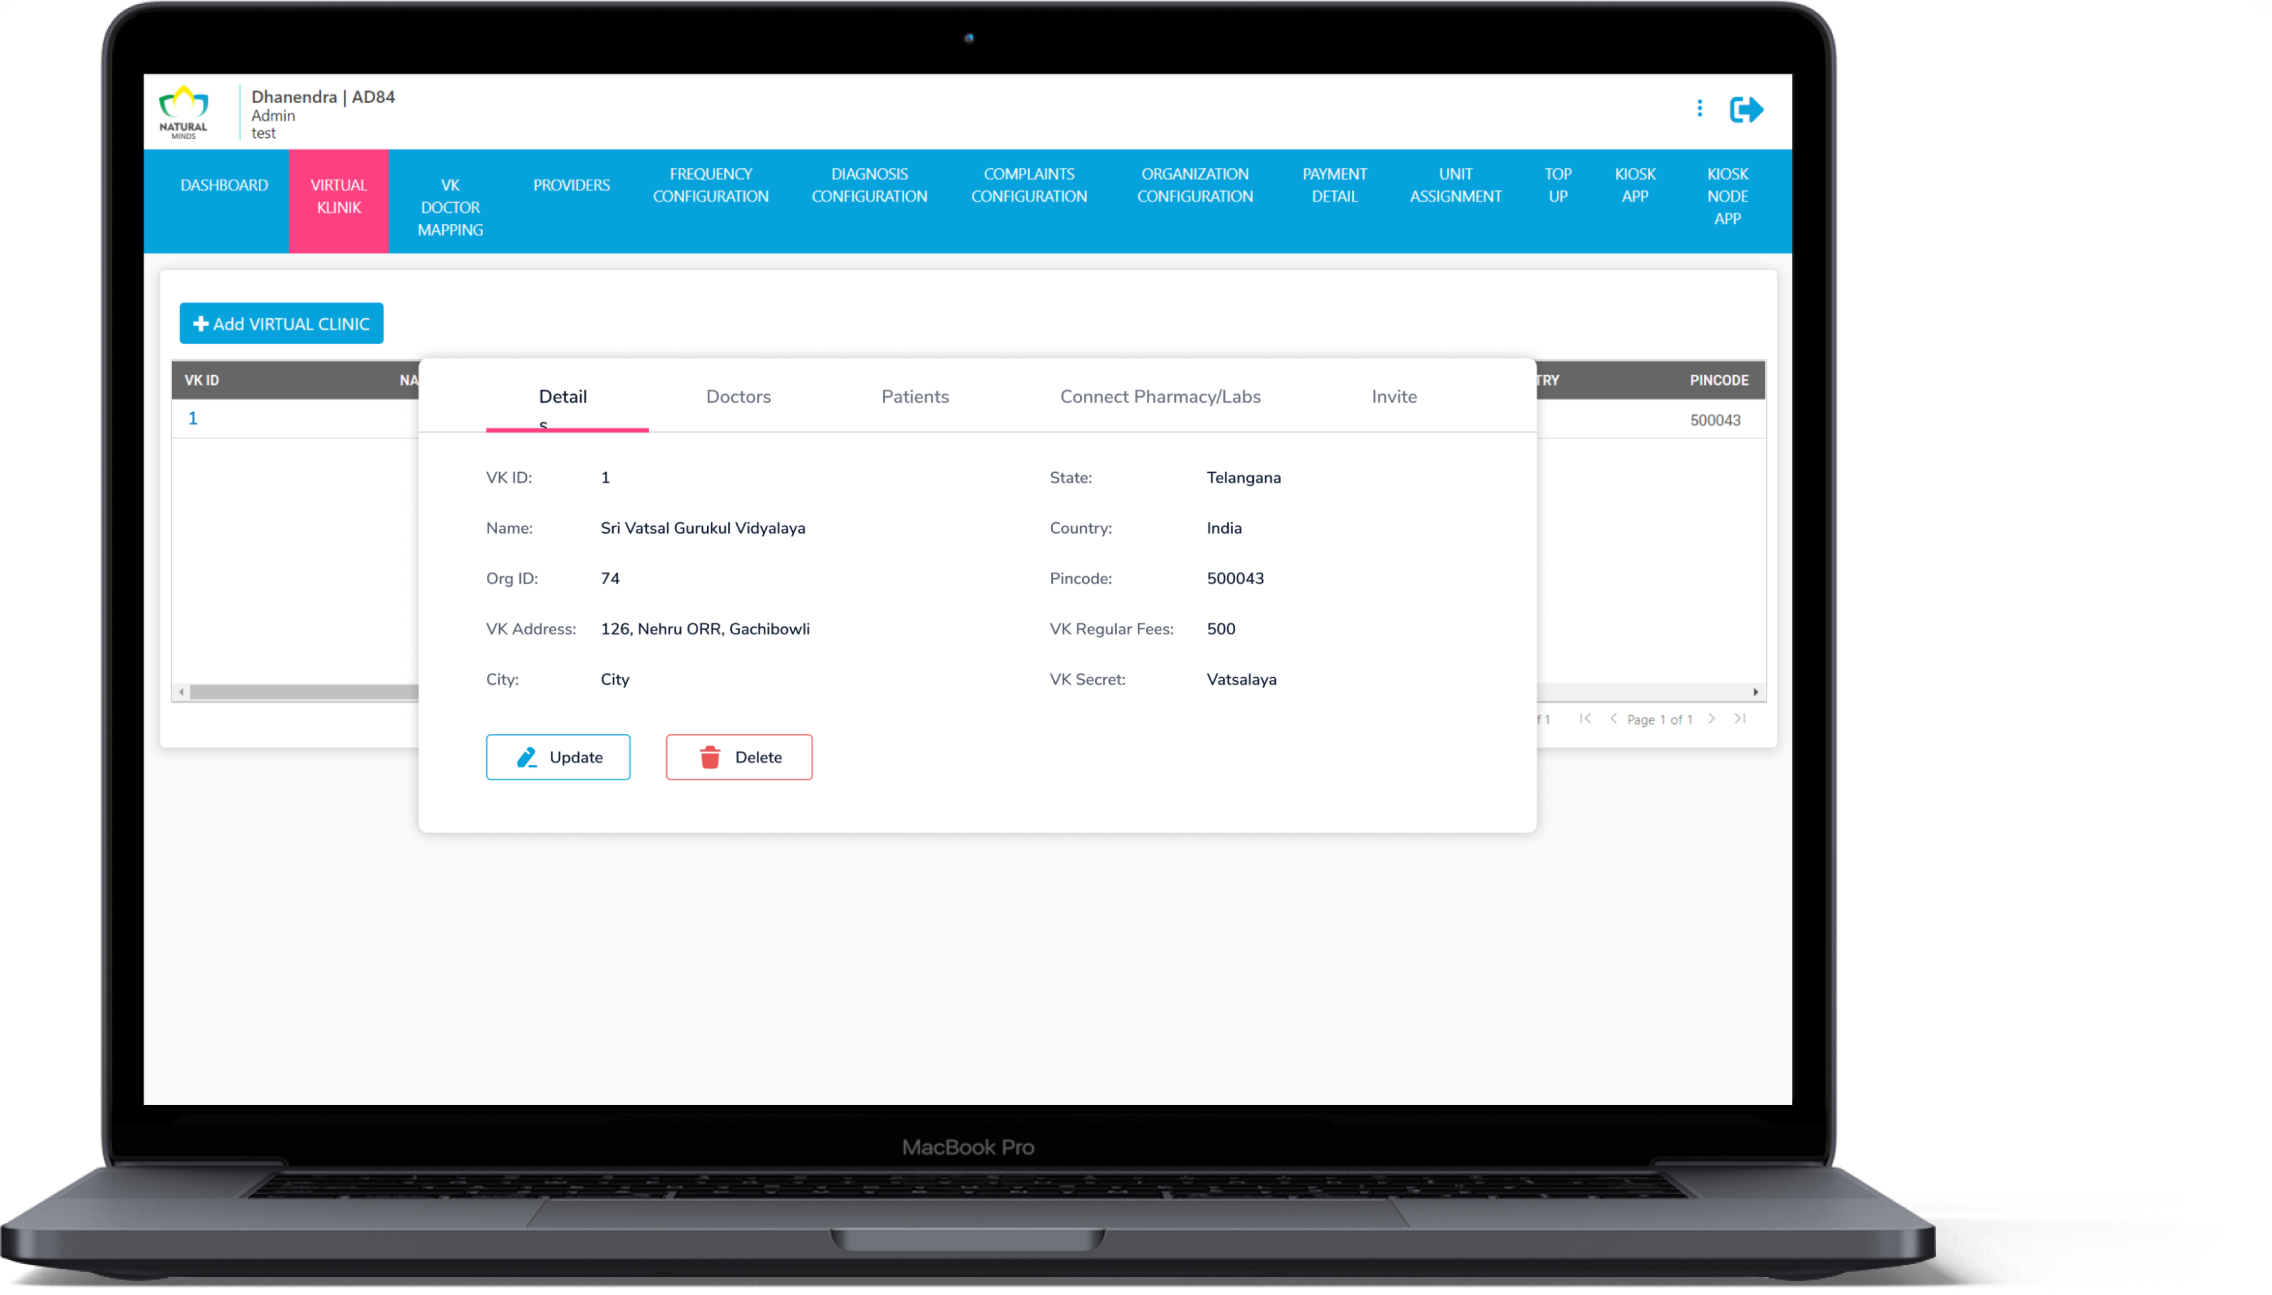 NATURAL
MINDS
Dhanendra | AD84
Admin
test
DASHBOARD
VIRTUAL
KLINIK
VK
DOCTOR
MAPPING
PROVIDERS
FREQUENCY
CONFIGURATION
DIAGNOSIS
CONFIGURATION
COMPLAINTS
CONFIGURATION
ORGANIZATION
CONFIGURATION
PAYMENT
DETAIL
UNIT
ASSIGNMENT
TOP
UP
KIOSK
APP
KIOSK
NODE
APP
Add VIRTUAL CLINIC
VK ID
NA
TRY
PINCODE
1
500043
Detail
s
Doctors
Patients
Connect Pharmacy/Labs
Invite
VK ID: 1
Name: Sri Vatsal Gurukul Vidyalaya
Org ID: 74
VK Address: 126, Nehru ORR, Gachibowli
City: City
State: Telangana
Country: India
Pincode: 500043
VK Regular Fees: 500
VK Secret: Vatsalaya
Update
Delete
f 1
Page 1 of 1
MacBook Pro